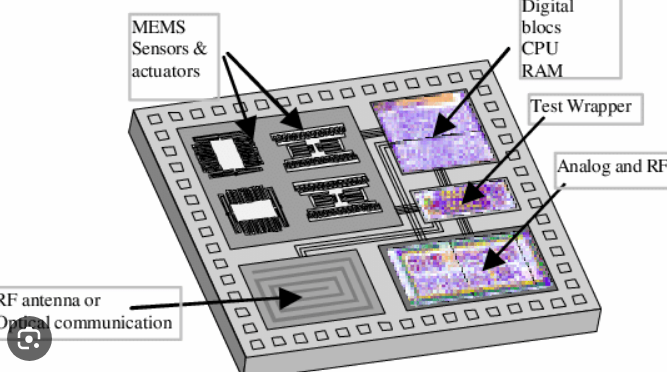 MEMS
Sensors &
actuators
Digital
blocs
CPU
RAM
Test Wrapper
Analog and RF
RF antenna or
Optical communication